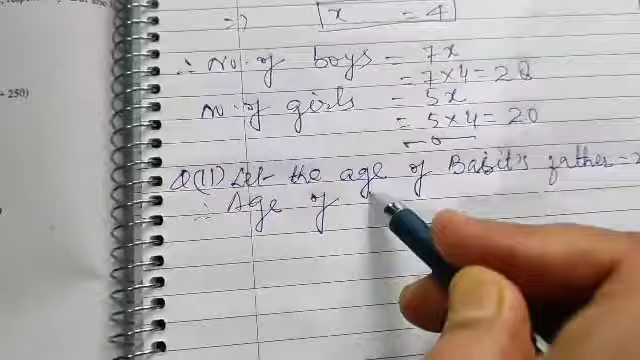 => x = 4
∴ No. of boys = 7x
= 7×4 = 28
No. of girls = 5x
= 5×4 = 20
Q(11) Let the age of Babit's father =
∴ Age of
250)